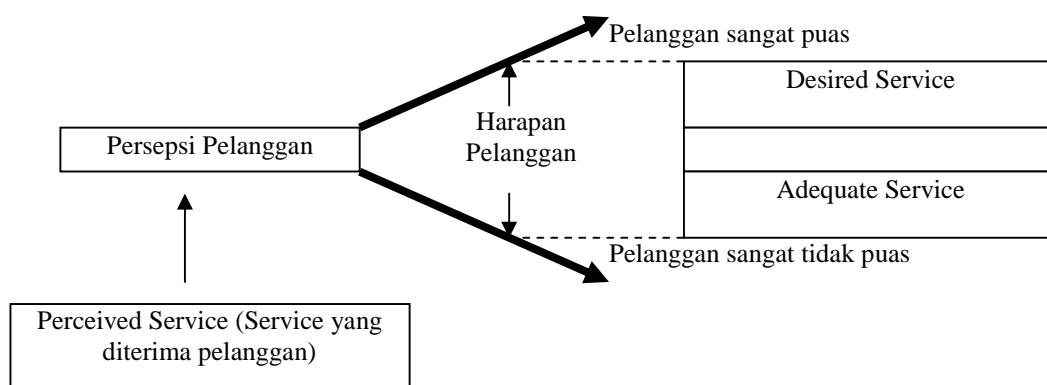 Pelanggan sangat puas
Desired Service
Harapan
Pelanggan
Persepsi Pelanggan
Adequate Service
Pelanggan sangat tidak puas
Perceived Service (Service yang
diterima pelanggan)